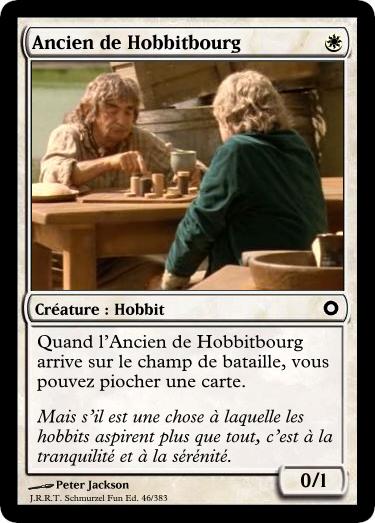 Ancien de Hobbitbourg
Créature : Hobbit
Quand l'Ancien de Hobbitbourg
arrive sur le champ de bataille, vous
pouvez piocher une carte.
Mais s'il est une chose à laquelle les
hobbits aspirent plus que tout, c'est à la
tranquilité et à la sérénité.
0/1
Peter Jackson
J.R.R.T. Schmurzel Fun Ed. 46/383